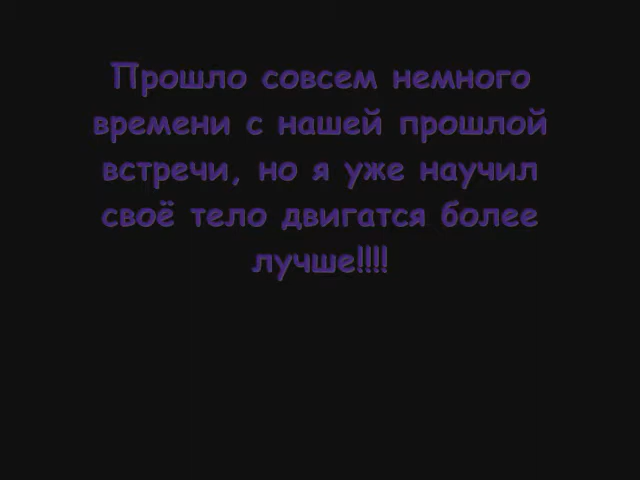 Прошло совсем немного
времени с нашей прошлой
встречи, но я уже научил
своё тело двигатся более
лучше!!!!